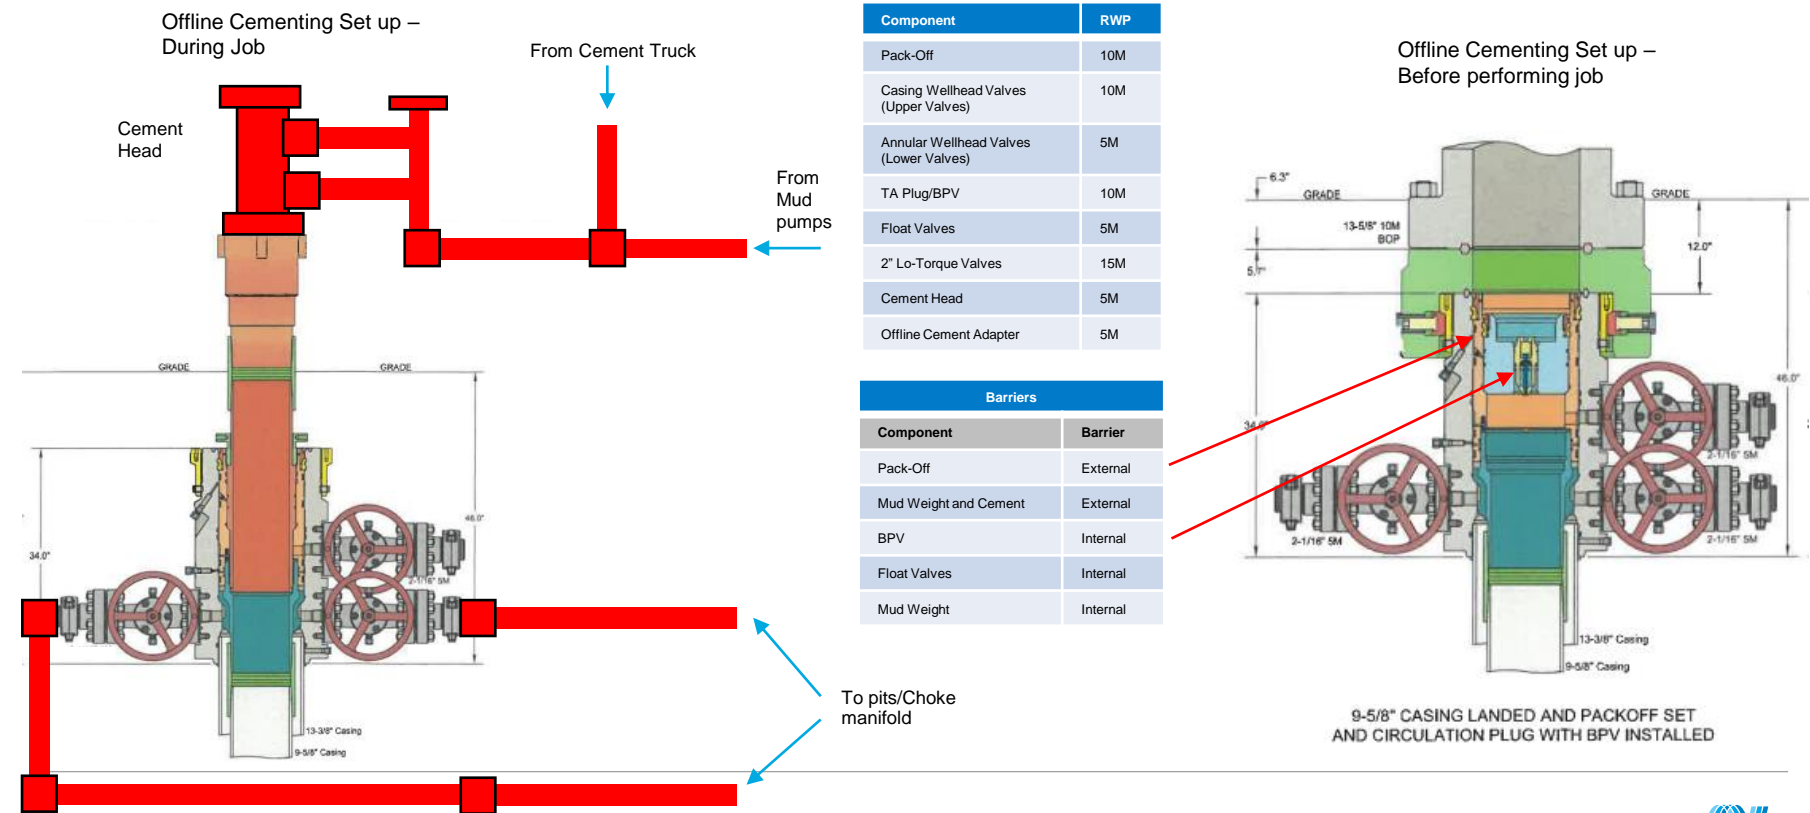 Offline Cementing Set up –
During Job
From Cement Truck
Cement
Head
From
Mud
pumps
GRADE
GRADE
46.0"
34.0"
2-1/16" 5M
13-3/8" Casing
9-5/8" Casing
To pits/Choke
manifold
Component RWP
Pack-Off 10M
Casing Wellhead Valves
(Upper Valves) 10M
Annular Wellhead Valves
(Lower Valves) 5M
TA Plug/BPV 10M
Float Valves 5M
2” Lo-Torque Valves 15M
Cement Head 5M
Offline Cement Adapter 5M
Barriers
Component Barrier
Pack-Off External
Mud Weight and Cement External
BPV Internal
Float Valves Internal
Mud Weight Internal
Offline Cementing Set up –
Before performing job
6.3"
GRADE
GRADE
13-5/8" 10M
BOP
12.0"
5.7"
46.0"
34.0"
2-1/16" 5M
2-1/16" 5M
2-1/16" 5M
13-3/8" Casing
9-5/8" Casing
9-5/8" CASING LANDED AND PACKOFF SET
AND CIRCULATION PLUG WITH BPV INSTALLED